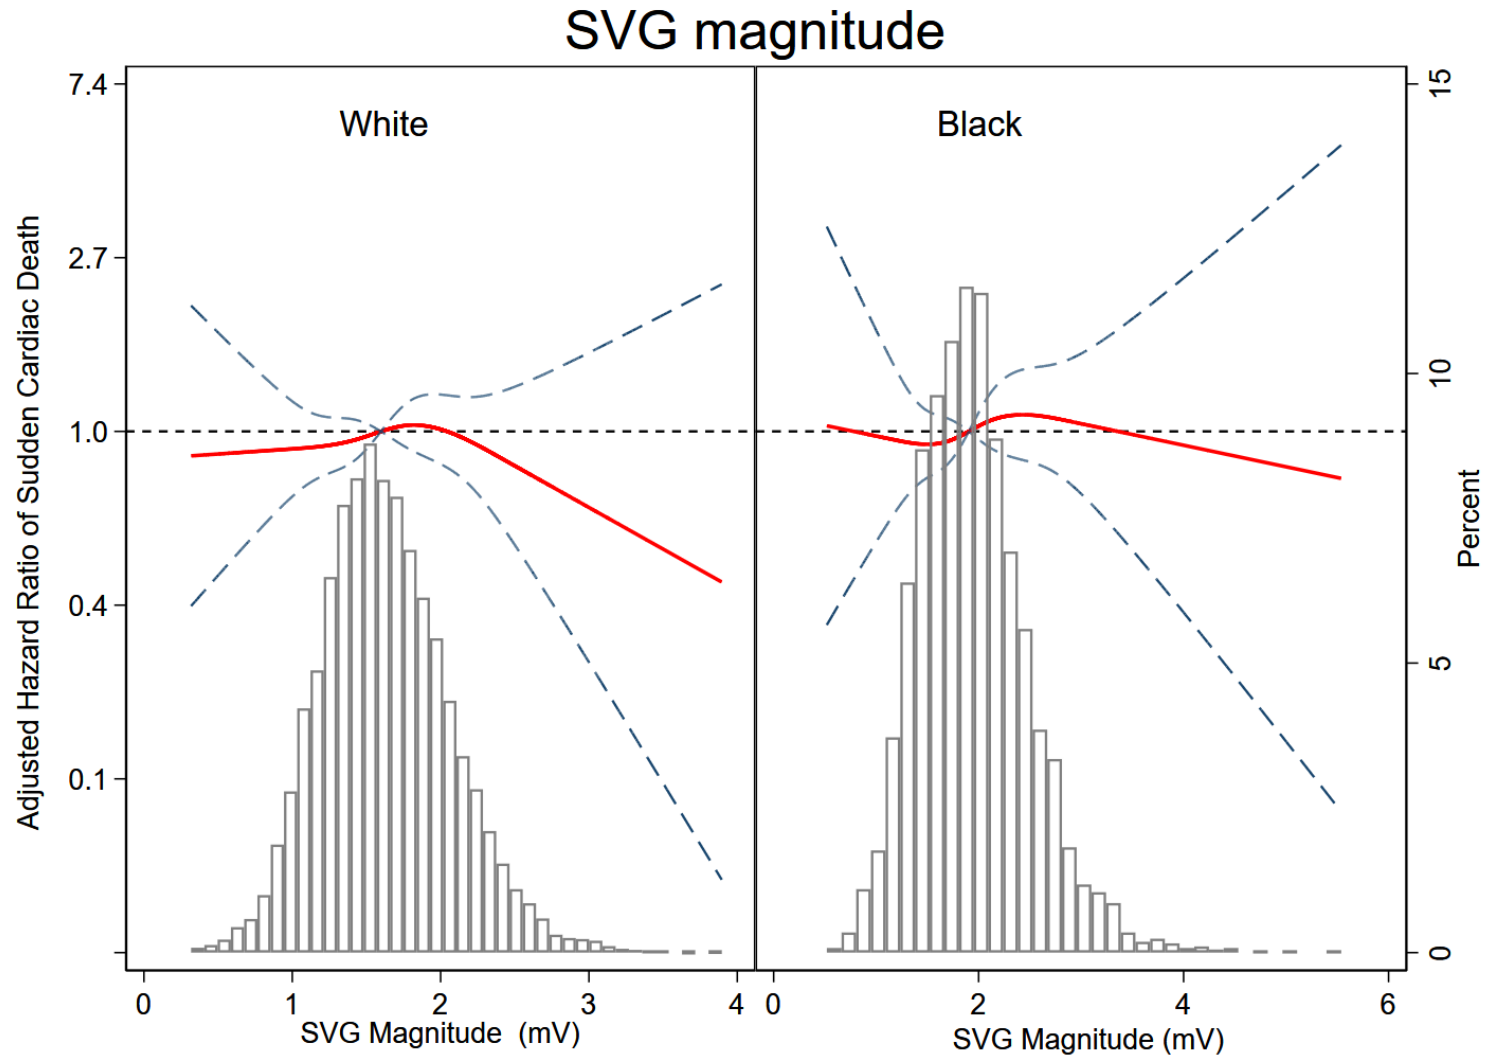 SVG magnitude
White
Black
Adjusted Hazard Ratio of Sudden Cardiac Death
7.4
2.7
1.0
0.4
0.1
15
10
5
0
Percent
0 1 2 3 4
0 2 4 6
SVG Magnitude (mV)
SVG Magnitude (mV)